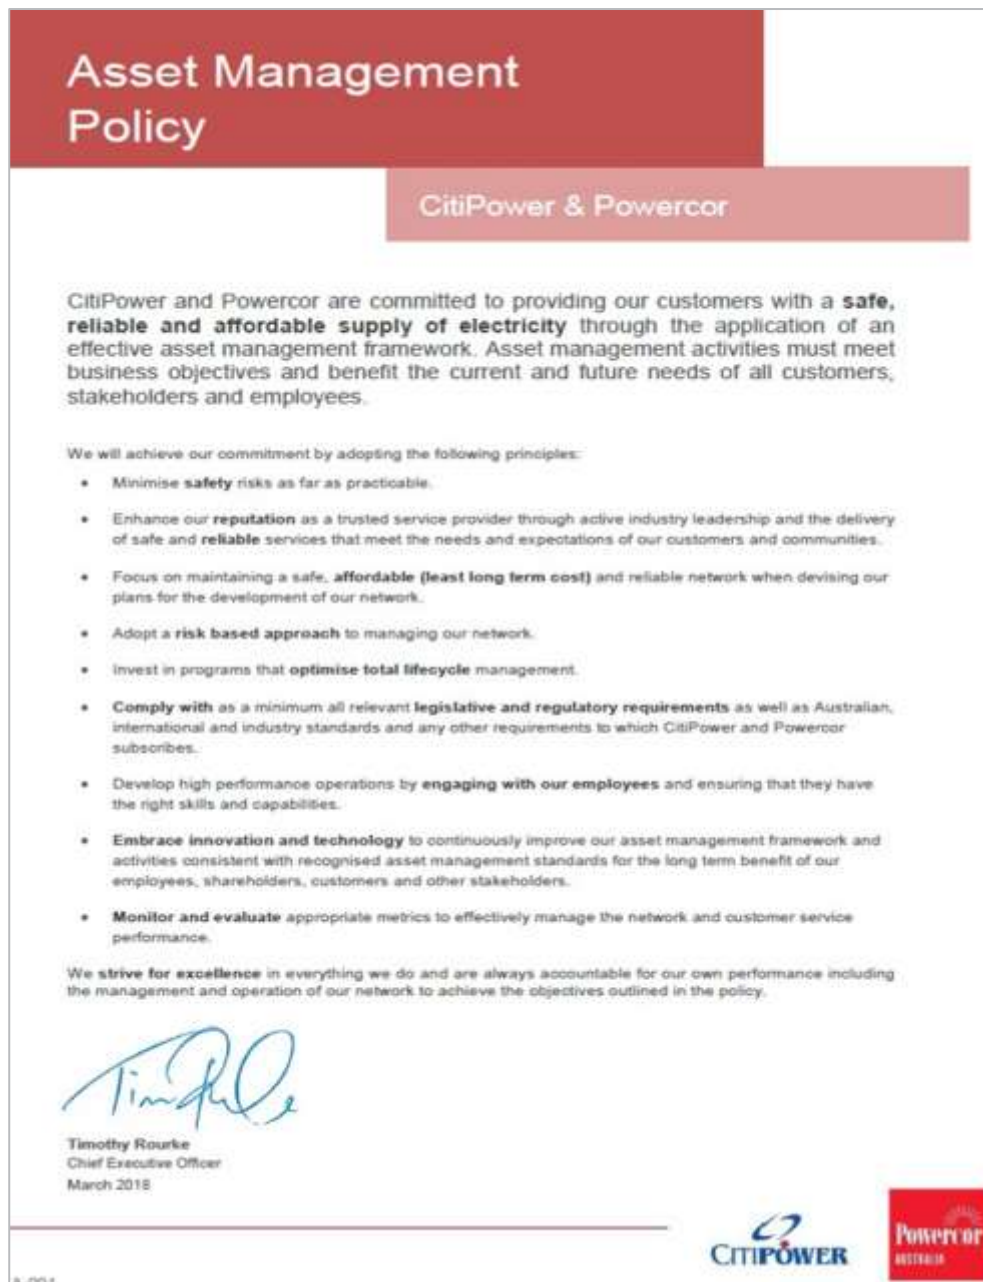 Asset Management
Policy
CitiPower & Powercor
CitiPower and Powercor are committed to providing our customers with a safe,
reliable and affordable supply of electricity through the application of an
effective asset management framework. Asset management activities must meet
business objectives and benefit the current and future needs of all customers,
stakeholders and employees.
We will achieve our commitment by adopting the following principles:
• Minimise safety risks as far as practicable.
• Enhance our reputation as a trusted service provider through active industry leadership and the delivery
of safe and reliable services that meet the needs and expectations of our customers and communities.
• Focus on maintaining a safe, affordable (least long term cost) and reliable network when devising our
plans for the development of our network.
• Adopt a risk based approach to managing our network.
• Invest in programs that optimise total lifecycle management.
• Comply with as a minimum all relevant legislative and regulatory requirements as well as Australian,
international and industry standards and any other requirements to which CitiPower and Powercor
subscribes.
• Develop high performance operations by engaging with our employees and ensuring that they have
the right skills and capabilities.
• Embrace innovation and technology to continuously improve our asset management framework and
activities consistent with recognised asset management standards for the long term benefit of our
employees, shareholders, customers and other stakeholders.
• Monitor and evaluate appropriate metrics to effectively manage the network and customer service
performance.
We strive for excellence in everything we do and are always accountable for our own performance including
the management and operation of our network to achieve the objectives outlined in the policy.
Timothy Rourke
Chief Executive Officer
March 2018
CITIPOWER
Powercor
AUSTRALIA